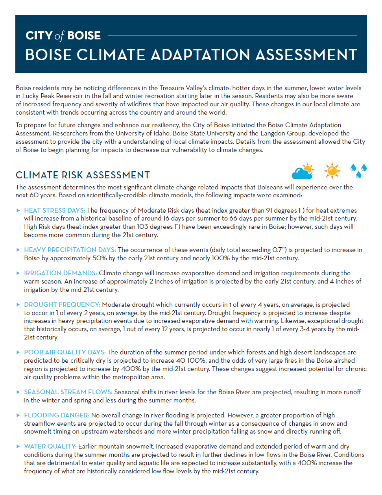 CITY of BOISE
BOISE CLIMATE ADAPTATION ASSESSMENT
Boise residents may be noticing differences in the Treasure Valley's climate: hotter days in the summer, lower water levels
in Lucky Peak Reservoir in the fall and winter recreation starting later in the season. Residents may also be more aware
of increased frequency and severity of wildfires that have impacted our air quality. These changes in our local climate are
consistent with trends occurring across the country and around the world.
To prepare for future changes and enhance our resiliency, the City of Boise initiated the Boise Climate Adaptation
Assessment. Researchers from the University of Idaho, Boise State University and the Langdon Group, developed the
assessment to provide the city with a understanding of local climate impacts. Details from the assessment allowed the City
of Boise to begin planning for impacts to decrease our vulnerability to climate changes.
CLIMATE RISK ASSESSMENT
The assessment determines the most significant climate change related impacts that Boiseans will experience over the
next 60 years. Based on scientifically-credible climate models, the following impacts were examined:
▸ HEAT STRESS DAYS: The frequency of Moderate Risk days (heat index greater than 91 degrees F) for heat extremes
will increase from a historical baseline of around 16 days per summer to 66 days per summer by the mid-21st century.
High Risk days (heat index greater than 103 degrees F) have been exceedingly rare in Boise; however, such days will
become more common during the 21st century.
▸ HEAVY PRECIPITATION DAYS: The occurrence of these events (daily total exceeding 0.7") is projected to increase in
Boise by approximately 50% by the early 21st century and nearly 100% by the mid-21st century.
▸ IRRIGATION DEMANDS: Climate change will increase evaporative demand and irrigation requirements during the
warm season. An increase of approximately 2 inches of irrigation is projected by the early 21st century, and 4 inches of
irrigation by the mid-21st century.
▸ DROUGHT FREQUENCY: Moderate drought which currently occurs in 1 of every 4 years, on average, is projected
to occur in 1 of every 2 years, on average, by the mid-21st century. Drought frequency is projected to increase despite
increases in heavy precipitation events due to increased evaporative demand with warming. Likewise, exceptional drought
that historically occurs, on average, 1 out of every 12 years, is projected to occur in nearly 1 of every 3-4 years by the mid-
21st century.
▸ POOR AIR QUALITY DAYS: The duration of the summer period under which forests and high desert landscapes are
predicted to be critically dry is projected to increase 40-100%, and the odds of very large fires in the Boise airshed
region is projected to increase by 400% by the mid-21st century. These changes suggest increased potential for chronic
air quality problems within the metropolitan area.
▸ SEASONAL STREAM FLOWS: Seasonal shifts in river levels for the Boise River are projected, resulting in more runoff
in the winter and spring and less during the summer months.
▸ FLOODING DANGER: No overall change in river flooding is projected. However, a greater proportion of high
streamflow events are projected to occur during the fall through winter as a consequence of changes in snow and
snowmelt timing on upstream watersheds and more winter precipitation falling as snow and directly running off.
▸ WATER QUALITY: Earlier mountain snowmelt, increased evaporative demand and extended period of warm and dry
conditions during the summer months are projected to result in further declines in low flows in the Boise River. Conditions
that are detrimental to water quality and aquatic life are expected to increase substantially, with a 400% increase the
frequency of what are historically considered low flow levels by the mid-21st century.